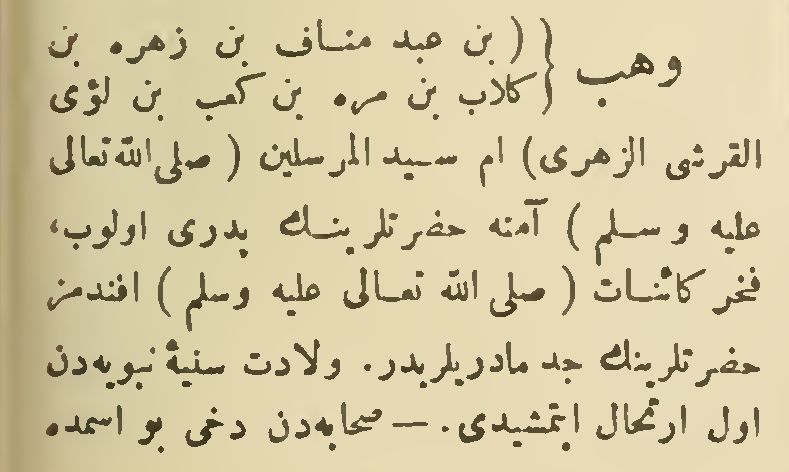 وهب { ( بن عبد مناف بن زهره بن
كلاب بن مره بن كعب بن لؤى
القرشى الزهرى ) ام سيد المرسلين ( صلى الله تعالى
عليه وسلم ) آمنه حضرتلرينك پدرى اولوب،
فخر كائنات ( صلى الله تعالى عليه وسلم ) افندمز
حضرتلرينك جد مادريلريدر. ولادت سنيهٔ نبويه‌دن
اول ارتحال ايتمشيدى. — صحابه‌دن دخى بو اسمده